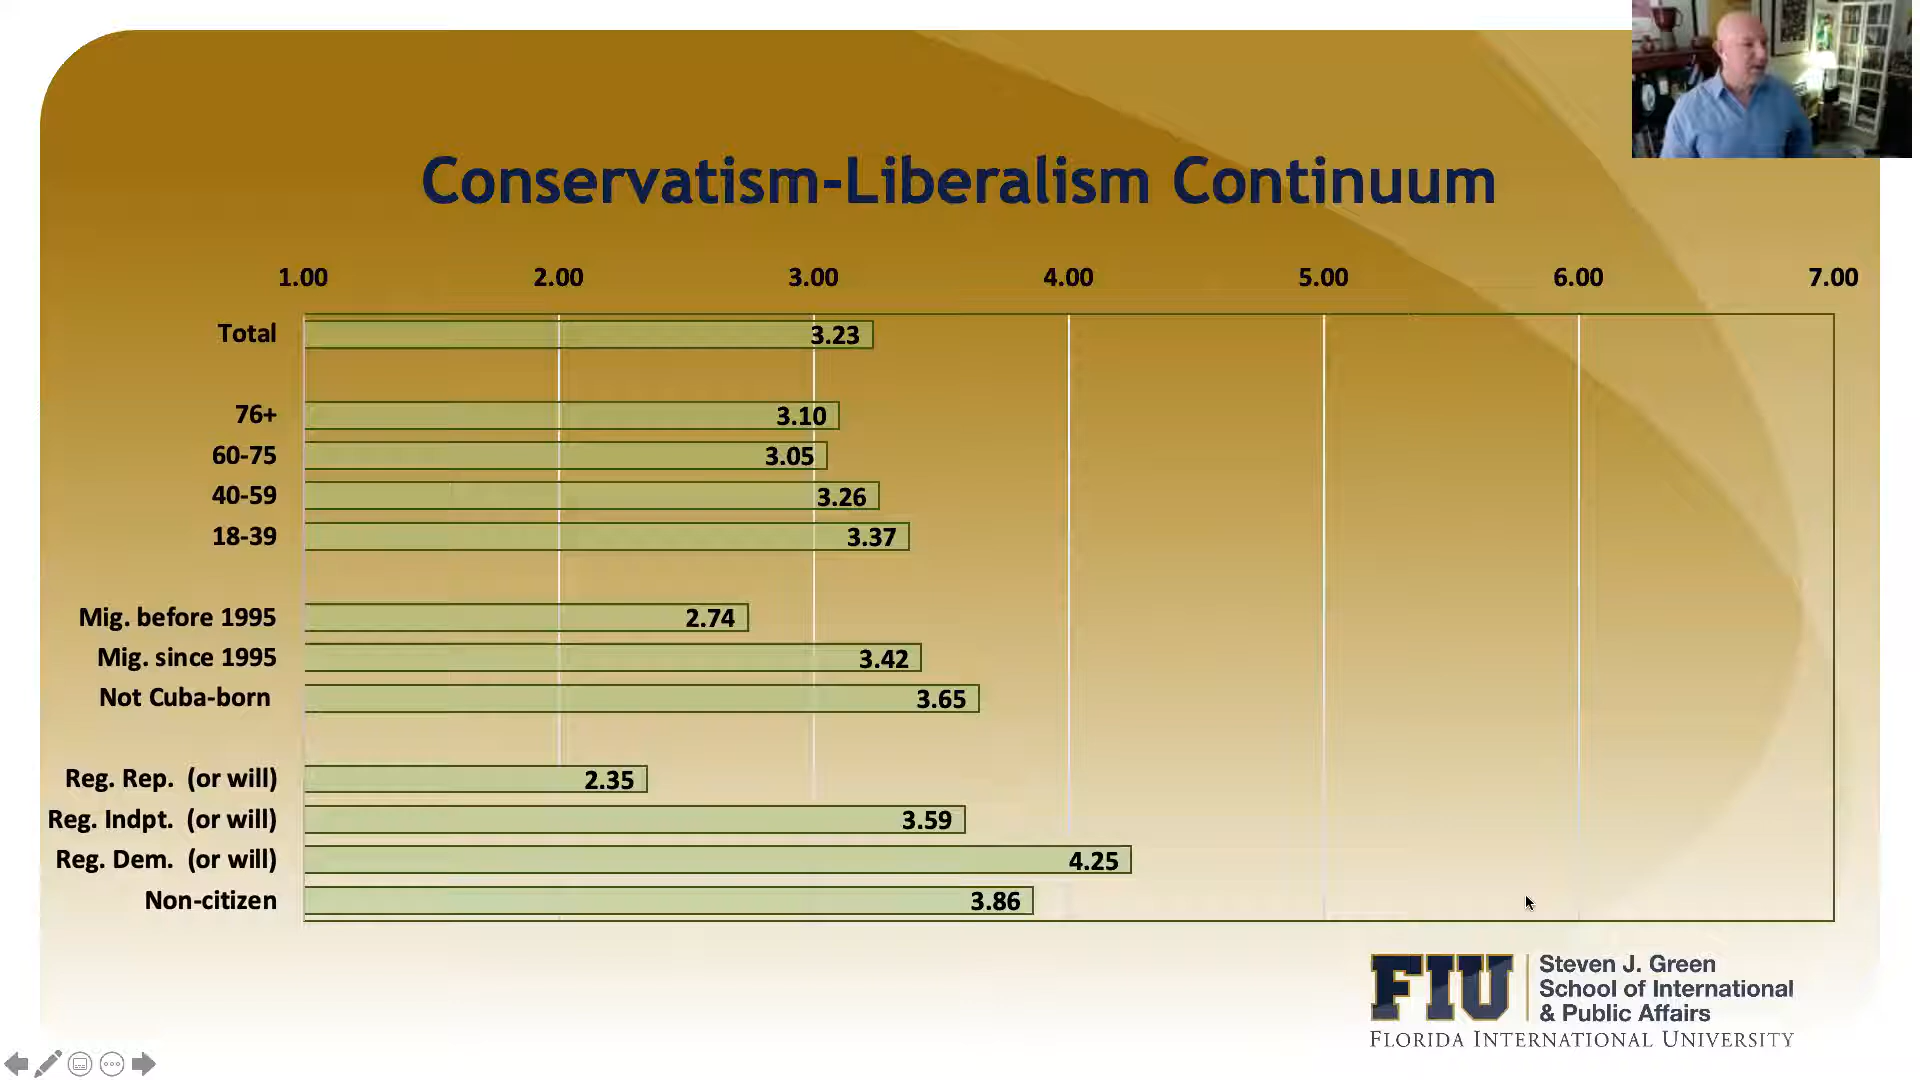 Conservatism-Liberalism Continuum
1.00 2.00 3.00 4.00 5.00 6.00 7.00
Total 3.23
76+ 3.10
60-75 3.05
40-59 3.26
18-39 3.37
Mig. before 1995 2.74
Mig. since 1995 3.42
Not Cuba-born 3.65
Reg. Rep. (or will) 2.35
Reg. Indpt. (or will) 3.59
Reg. Dem. (or will) 4.25
Non-citizen 3.86
FIU
Steven J. Green
School of International
& Public Affairs
FLORIDA INTERNATIONAL UNIVERSITY